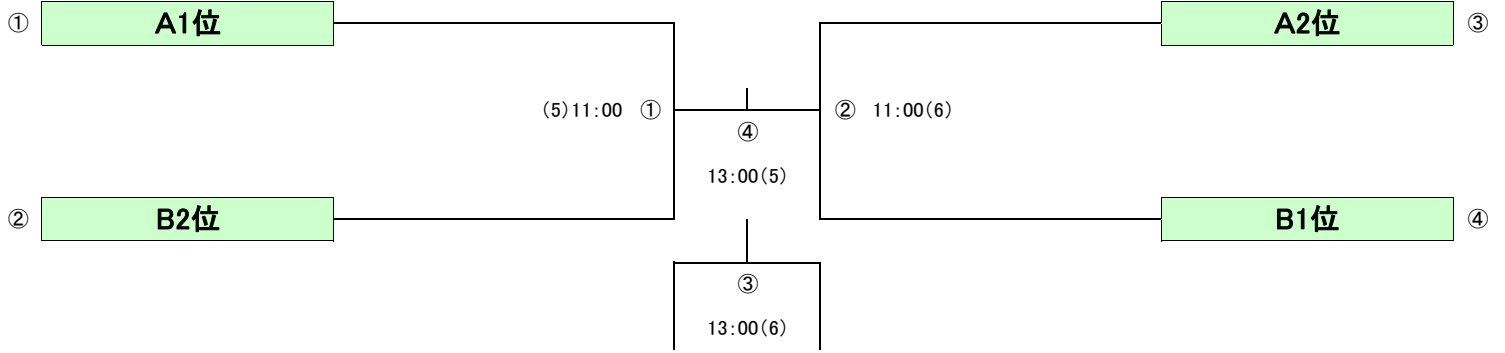 ① A1位 A2位 ③
(5)11:00 ① ② 11:00(6)
④
13:00(5)
② B2位 B1位 ④
③
13:00(6)